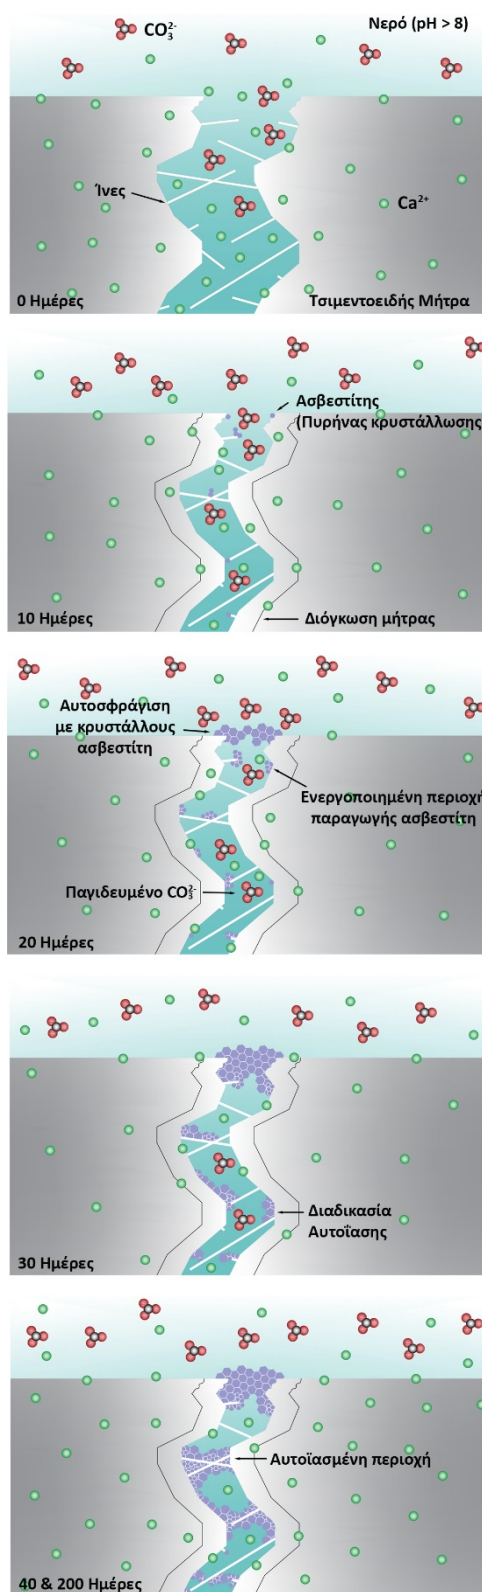 CO₃²⁻
Νερό (pH > 8)
Ίνες
Ca²⁺
0 Ημέρες
Τσιμεντοειδής Μήτρα
Ασβεστίτης
(Πυρήνας κρυστάλλωσης
10 Ημέρες
Διόγκωση μήτρας
Αυτοσφράγιση
με κρυστάλλους
ασβεστίτη
Ενεργοποιημένη περιοχή
παραγωγής ασβεστίτη
Παγιδευμένο CO₃²⁻
20 Ημέρες
Διαδικασία
Αυτοΐασης
30 Ημέρες
Αυτοϊασμένη περιοχή
40 & 200 Ημέρες